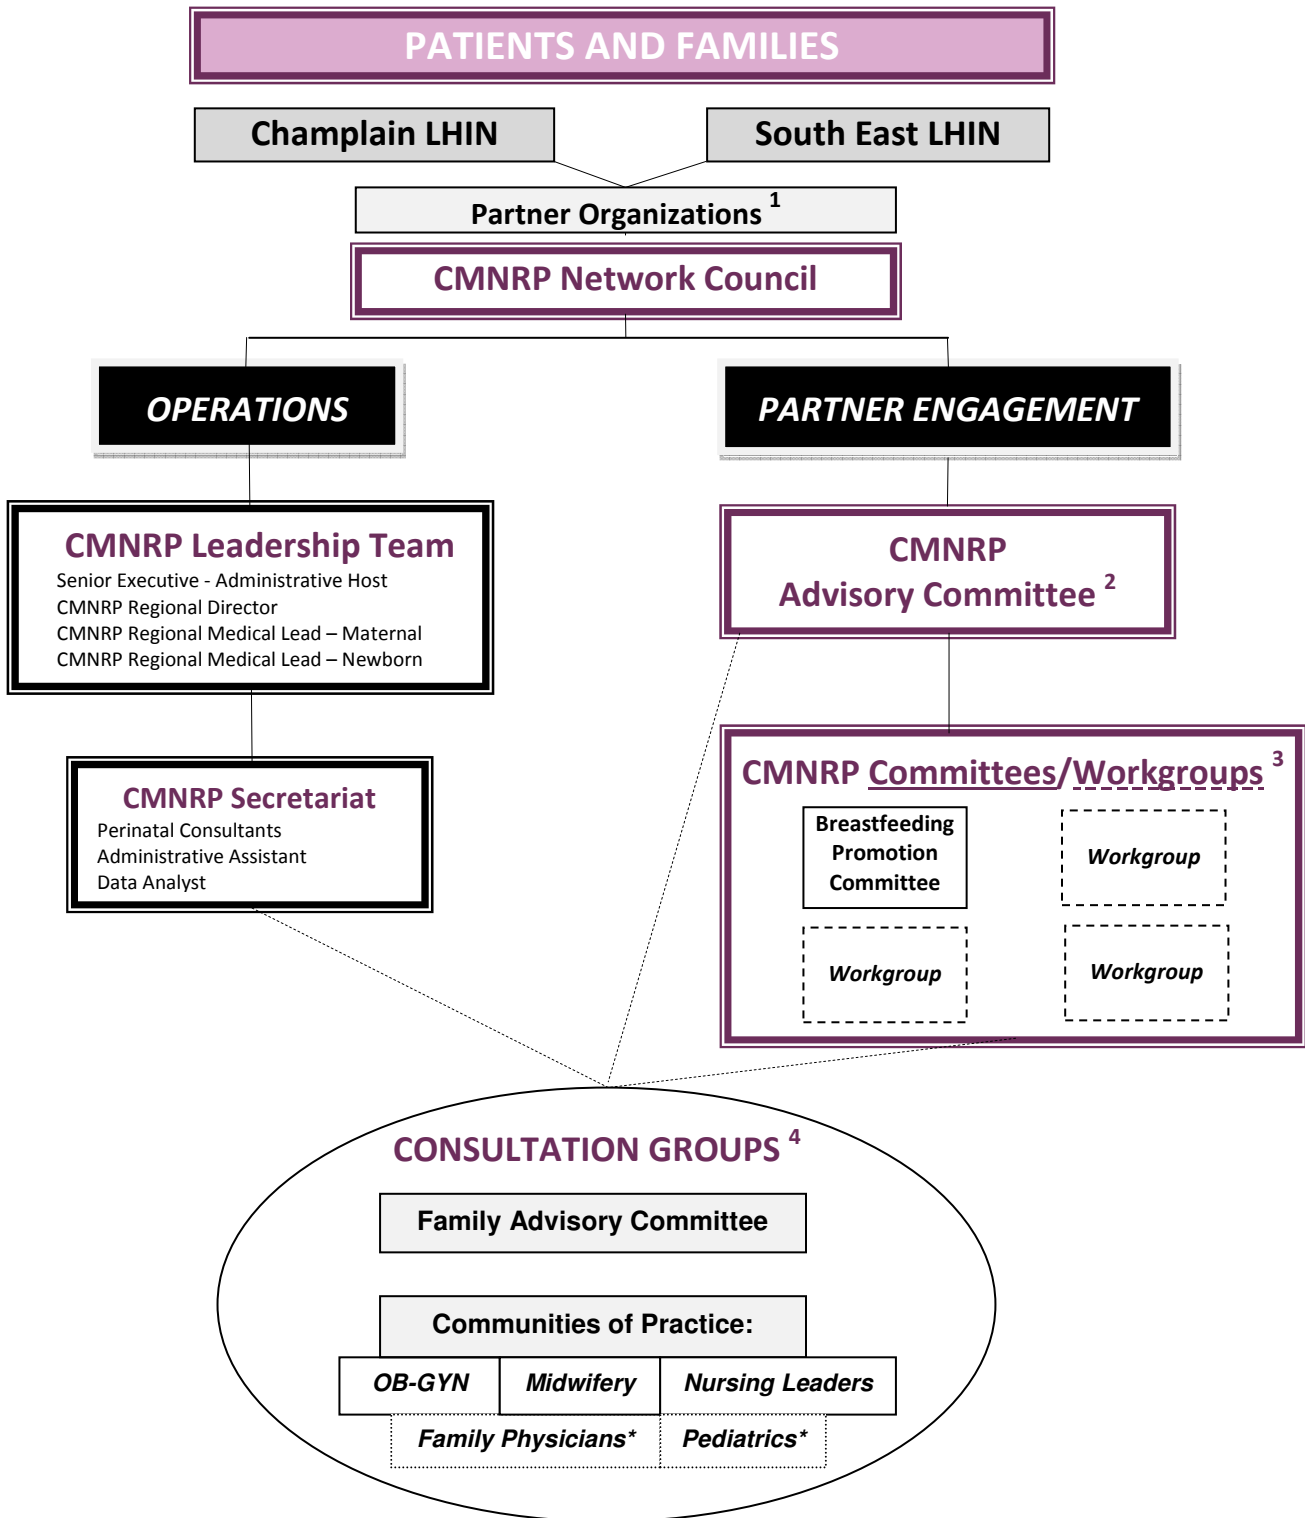 PATIENTS AND FAMILIES
Champlain LHIN
South East LHIN
Partner Organizations 1
CMNRP Network Council
OPERATIONS
PARTNER ENGAGEMENT
CMNRP Leadership Team
Senior Executive - Administrative Host
CMNRP Regional Director
CMNRP Regional Medical Lead – Maternal
CMNRP Regional Medical Lead – Newborn
CMNRP
Advisory Committee 2
CMNRP Secretariat
Perinatal Consultants
Administrative Assistant
Data Analyst
CMNRP Committees/Workgroups 3
Breastfeeding
Promotion
Committee
Workgroup
Workgroup
Workgroup
CONSULTATION GROUPS 4
Family Advisory Committee
Communities of Practice:
OB-GYN
Midwifery
Nursing Leaders
Family Physicians*
Pediatrics*